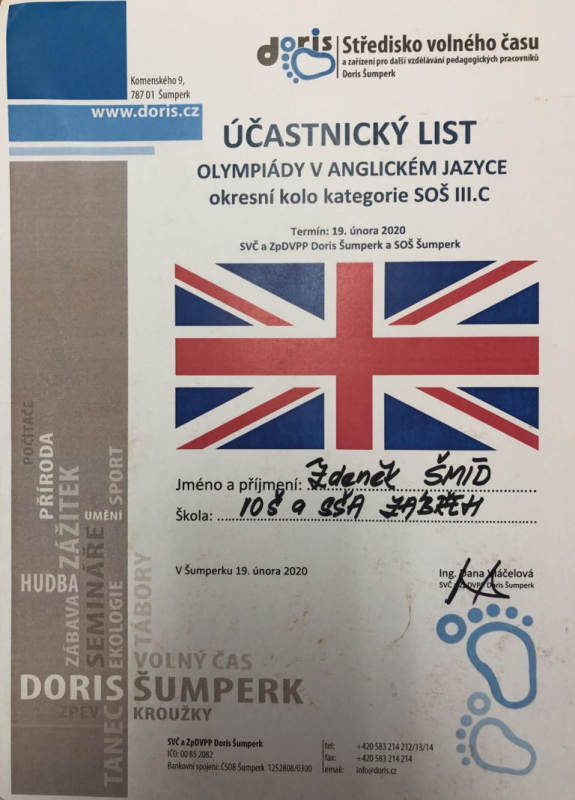 doris
Středisko volného času
a zařízení pro další vzdělávání pedagogických pracovníků
Doris Šumperk
Komenského 9,
787 01 Šumperk
www.doris.cz
ÚČASTNICKÝ LIST
OLYMPIÁDY V ANGLICKÉM JAZYCE
okresní kolo kategorie SOŠ III.C
Termín: 19. února 2020
SVČ a ZpDVPP Doris Šumperk a SOŠ Šumperk
Jméno a příjmení: Zdeněk ŠMÍD
Škola: a SŠA ZÁBŘEH
V Šumperku 19. února 2020
Ing. Dana Máčelová
SVČ a ZpDVPP Doris Šumperk
POČÍTAČE
PŘÍRODA
ZÁŽITEK
UMĚNÍ
SPORT
HUDBA
ZÁBAVA
SEMINÁŘE
EKOLOGIE
TÁBORY
VOLNÝ ČAS
DORIS ŠUMPERK
ZPĚV
TANEC
KROUŽKY
SVČ a ZpDVPP Doris Šumperk
IČO: 00 85 2082
Bankovní spojení: ČSOB Šumperk 1252808/0300
tel: +420 583 214 212/13/14
fax: +420 583 214 214
email: info@doris.cz